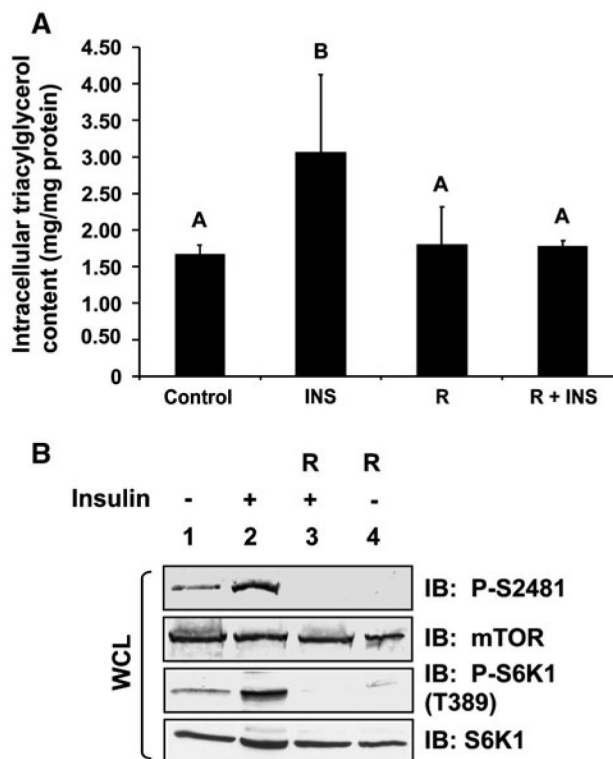 A
Intracellular triacylglycerol
content (mg/mg protein)
4.50
4.00
3.50
3.00
2.50
2.00
1.50
1.00
0.50
0
A
B
A
A
Control INS R R + INS
B
R R
Insulin - + + -
1 2 3 4
WCL
IB: P-S2481
IB: mTOR
IB: P-S6K1
(T389)
IB: S6K1